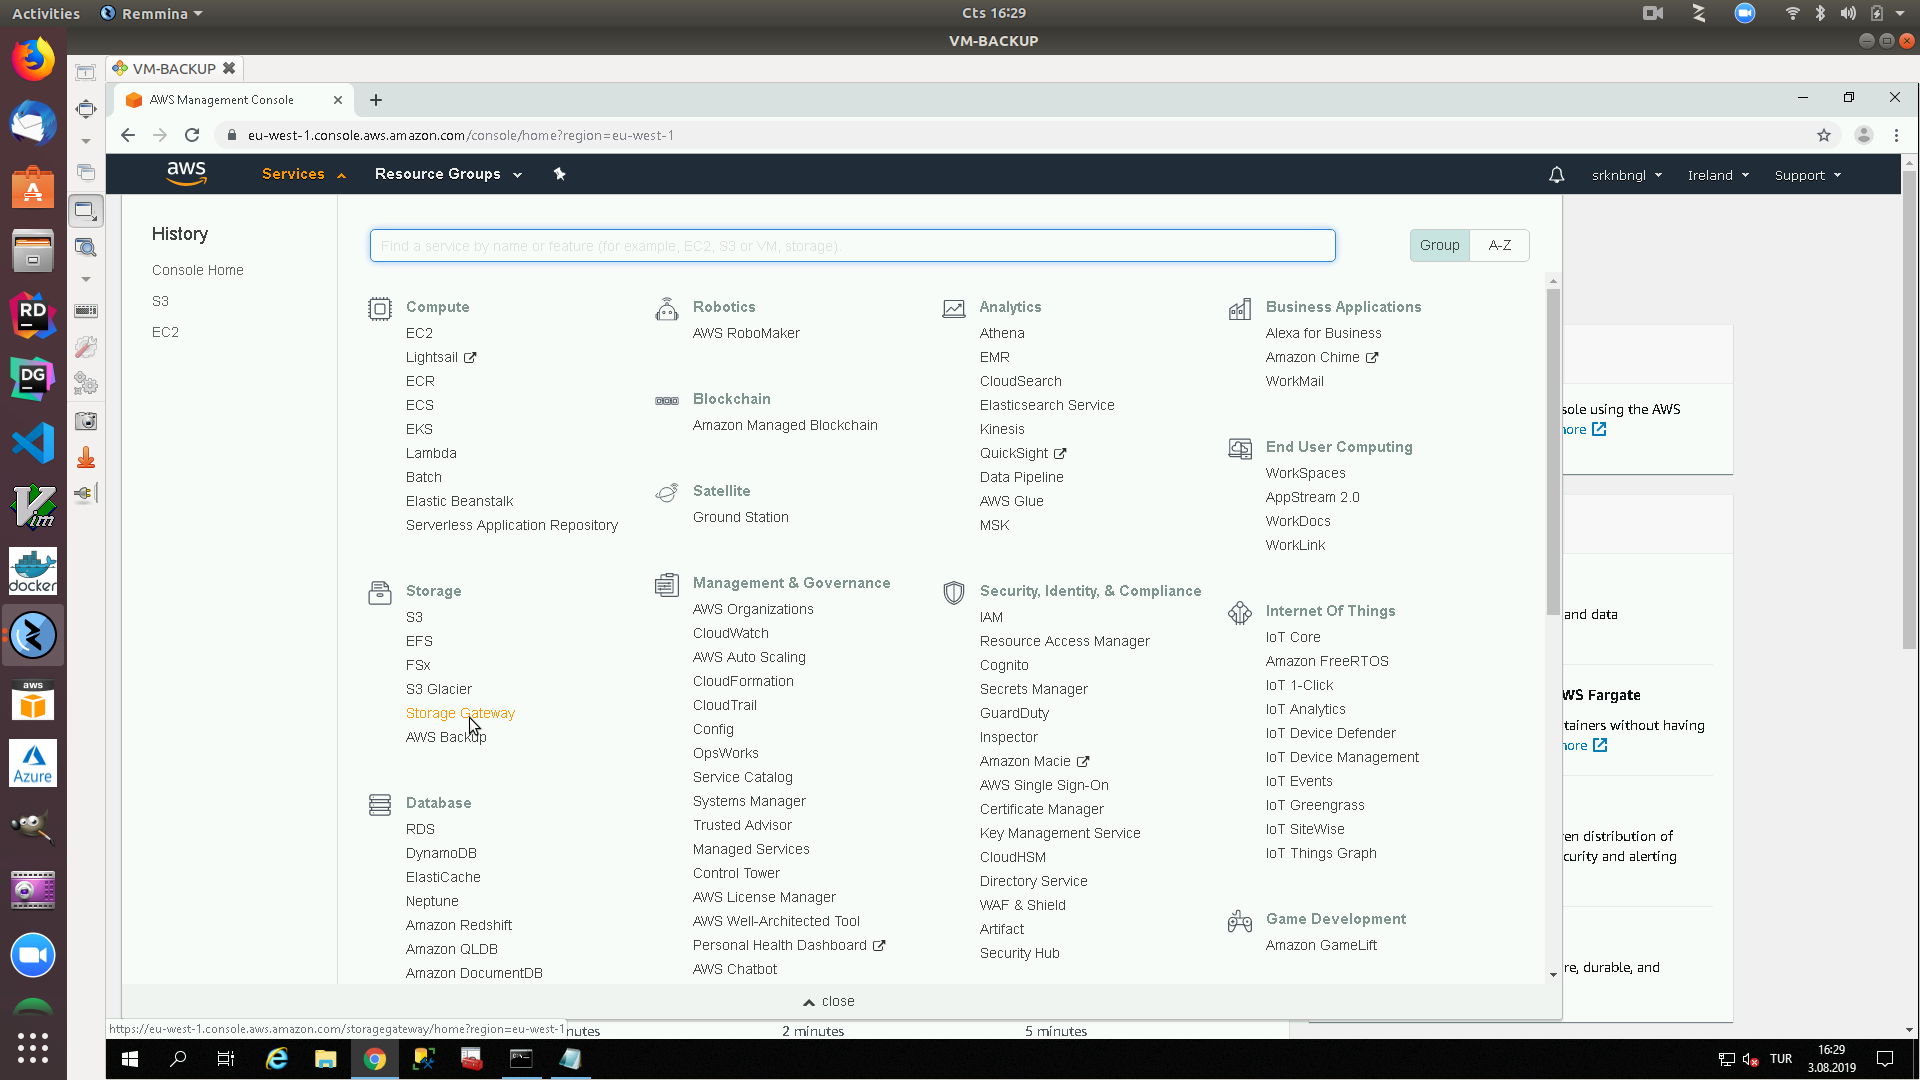 Activities
Remmina
Cts 16:29
VM-BACKUP
VM-BACKUP
AWS Management Console
eu-west-1.console.aws.amazon.com/console/home?region=eu-west-1
aws
Services
Resource Groups
srknbngl
Ireland
Support
History
Console Home
S3
EC2
Find a service by name or feature (for example, EC2, S3 or VM, storage).
Group
A-Z
Compute
EC2
Lightsail
ECR
ECS
EKS
Lambda
Batch
Elastic Beanstalk
Serverless Application Repository
Storage
S3
EFS
FSx
S3 Glacier
Storage Gateway
AWS Backup
Database
RDS
DynamoDB
ElastiCache
Neptune
Amazon Redshift
Amazon QLDB
Amazon DocumentDB
Robotics
AWS RoboMaker
Blockchain
Amazon Managed Blockchain
Satellite
Ground Station
Management & Governance
AWS Organizations
CloudWatch
AWS Auto Scaling
CloudFormation
CloudTrail
Config
OpsWorks
Service Catalog
Systems Manager
Trusted Advisor
Managed Services
Control Tower
AWS License Manager
AWS Well-Architected Tool
Personal Health Dashboard
AWS Chatbot
Analytics
Athena
EMR
CloudSearch
Elasticsearch Service
Kinesis
QuickSight
Data Pipeline
AWS Glue
MSK
Security, Identity, & Compliance
IAM
Resource Access Manager
Cognito
Secrets Manager
GuardDuty
Inspector
Amazon Macie
AWS Single Sign-On
Certificate Manager
Key Management Service
CloudHSM
Directory Service
WAF & Shield
Artifact
Security Hub
Business Applications
Alexa for Business
Amazon Chime
WorkMail
End User Computing
WorkSpaces
AppStream 2.0
WorkDocs
WorkLink
Internet Of Things
IoT Core
Amazon FreeRTOS
IoT 1-Click
IoT Analytics
IoT Device Defender
IoT Device Management
IoT Events
IoT Greengrass
IoT SiteWise
IoT Things Graph
Game Development
Amazon GameLift
close
sole using the AWS
nore
and data
WS Fargate
tainers without having
nore
en distribution of
curity and alerting
re, durable, and
https://eu-west-1.console.aws.amazon.com/storagegateway/home?region=eu-west-1
nutes
2 minutes
5 minutes
RD
DG
Vim
docker
aws
Azure
TUR
16:29
3.08.2019